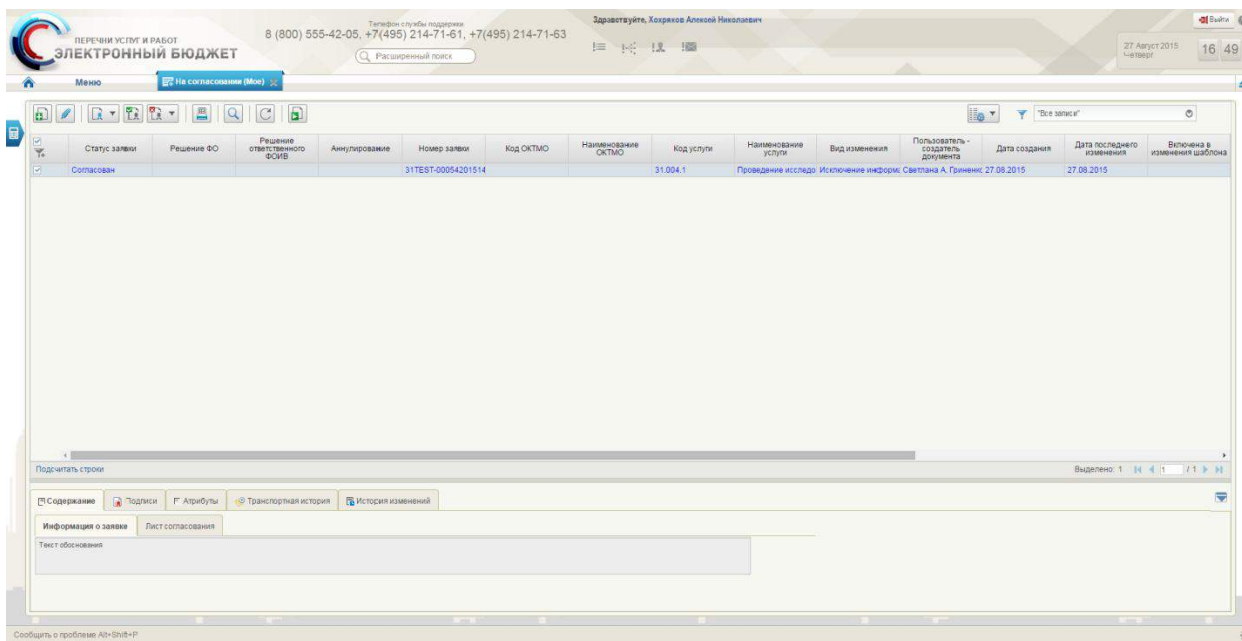 Телефон службы поддержки
8 (800) 555-42-05, +7(495) 214-71-61, +7(495) 214-71-63
Здравствуйте, Хохряков Алексей Николаевич
Выйти
ПЕРЕЧНИ УСЛУГ И РАБОТ
ЭЛЕКТРОННЫЙ БЮДЖЕТ
Расширенный поиск
27 Август 2015
Четверг
16 49
Меню
На согласовании (Мое)
"Все записи"
Статус заявки
Решение ФО
Решение ответственного ФОИВ
Аннулирование
Номер заявки
Код ОКТМО
Наименование ОКТМО
Код услуги
Наименование услуги
Вид изменения
Пользователь - создатель документа
Дата создания
Дата последнего изменения
Включена в изменения шаблона
Согласован 31TEST-00054201514 31.004.1 Проведение исследо Исключение информ Светлана А. Гриненк 27.08.2015 27.08.2015
Подсчитать строки
Выделено: 1 1 / 1
Содержание Подписи Атрибуты Транспортная история История изменений
Информация о заявке Лист согласования
Текст обоснования
Сообщить о проблеме Alt+Shift+P